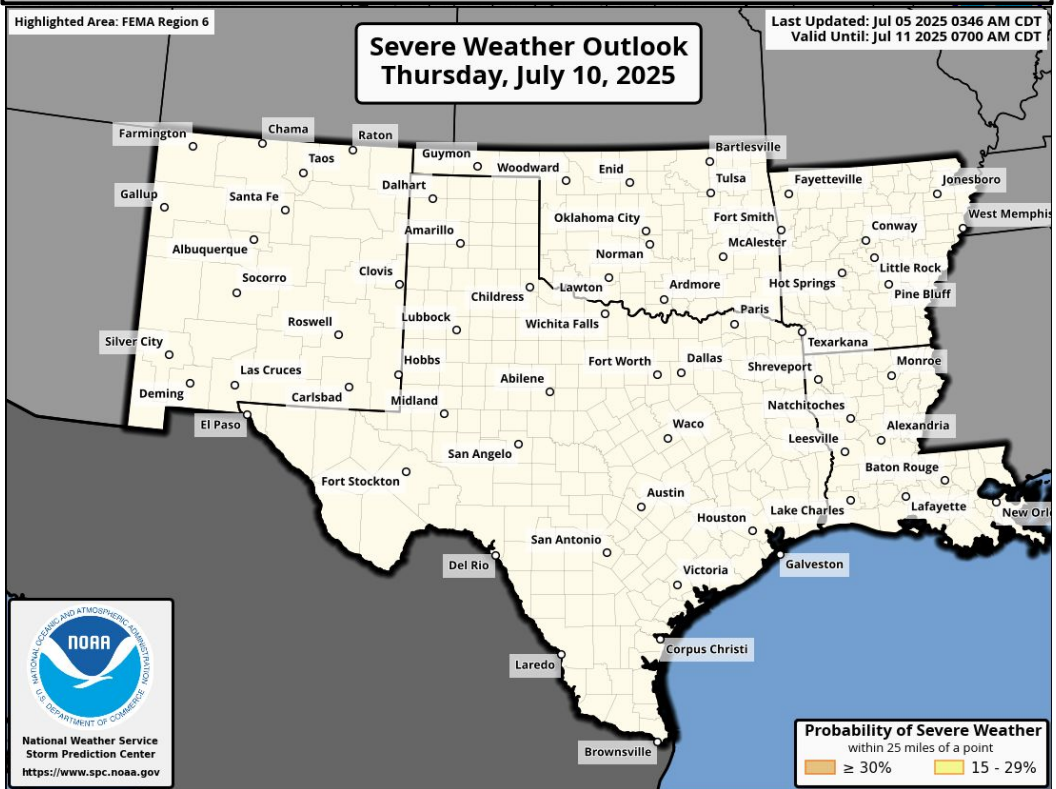 Highlighted Area: FEMA Region 6
Severe Weather Outlook
Thursday, July 10, 2025
Last Updated: Jul 05 2025 0346 AM CDT
Valid Until: Jul 11 2025 0700 AM CDT
Farmington
Chama
Raton
Taos
Guymon
Woodward
Enid
Bartlesville
Tulsa
Fayetteville
Jonesboro
Gallup
Santa Fe
Dalhart
Oklahoma City
Fort Smith
West Memphis
Albuquerque
Amarillo
Norman
McAlester
Conway
Little Rock
Socorro
Clovis
Childress
Lawton
Ardmore
Hot Springs
Pine Bluff
Roswell
Lubbock
Wichita Falls
Paris
Texarkana
Silver City
Las Cruces
Hobbs
Abilene
Fort Worth
Dallas
Shreveport
Monroe
Deming
Carlsbad
Midland
Natchitoches
El Paso
San Angelo
Waco
Leesville
Alexandria
Fort Stockton
Baton Rouge
Austin
Houston
Lake Charles
Lafayette
New Orl
Del Rio
San Antonio
Victoria
Galveston
Laredo
Corpus Christi
Brownsville
NATIONAL OCEANIC AND ATMOSPHERIC ADMINISTRATION
NOAA
U.S. DEPARTMENT OF COMMERCE
National Weather Service
Storm Prediction Center
https://www.spc.noaa.gov
Probability of Severe Weather
within 25 miles of a point
≥ 30%
15 - 29%